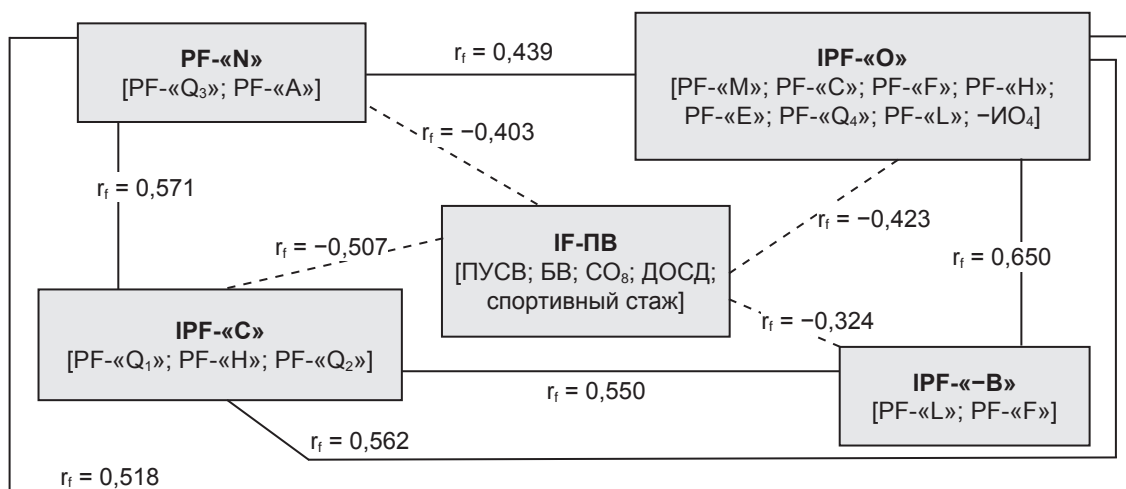 PF-«N»
[PF-«Q₃»; PF-«A»]
r_f = 0,439
IPF-«O»
[PF-«M»; PF-«C»; PF-«F»; PF-«H»;
PF-«E»; PF-«Q₄»; PF-«L»; −ИО₄]
r_f = −0,403
r_f = 0,571
r_f = −0,423
IF-ПВ
[ПУСВ; БВ; СО₈; ДОСД;
спортивный стаж]
r_f = −0,507
r_f = 0,650
IPF-«C»
[PF-«Q₁»; PF-«H»; PF-«Q₂»]
r_f = −0,324
r_f = 0,550
IPF-«−B»
[PF-«L»; PF-«F»]
r_f = 0,562
r_f = 0,518